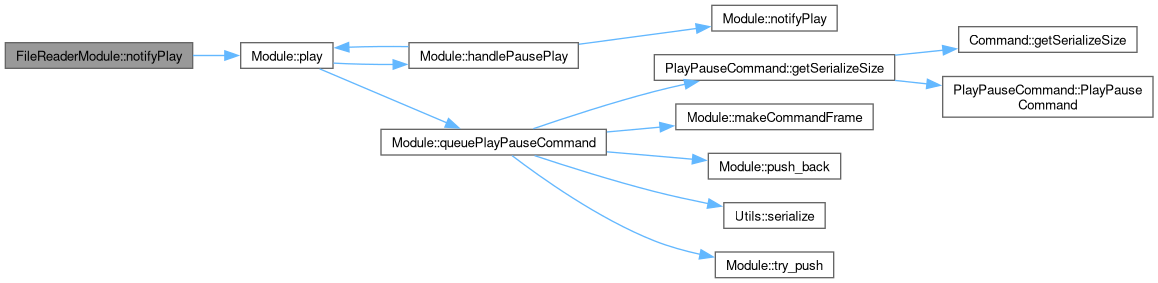 FileReaderModule::notifyPlay
Module::play
Module::handlePausePlay
Module::notifyPlay
Module::queuePlayPauseCommand
PlayPauseCommand::getSerializeSize
Command::getSerializeSize
PlayPauseCommand::PlayPause
Command
Module::makeCommandFrame
Module::push_back
Utils::serialize
Module::try_push